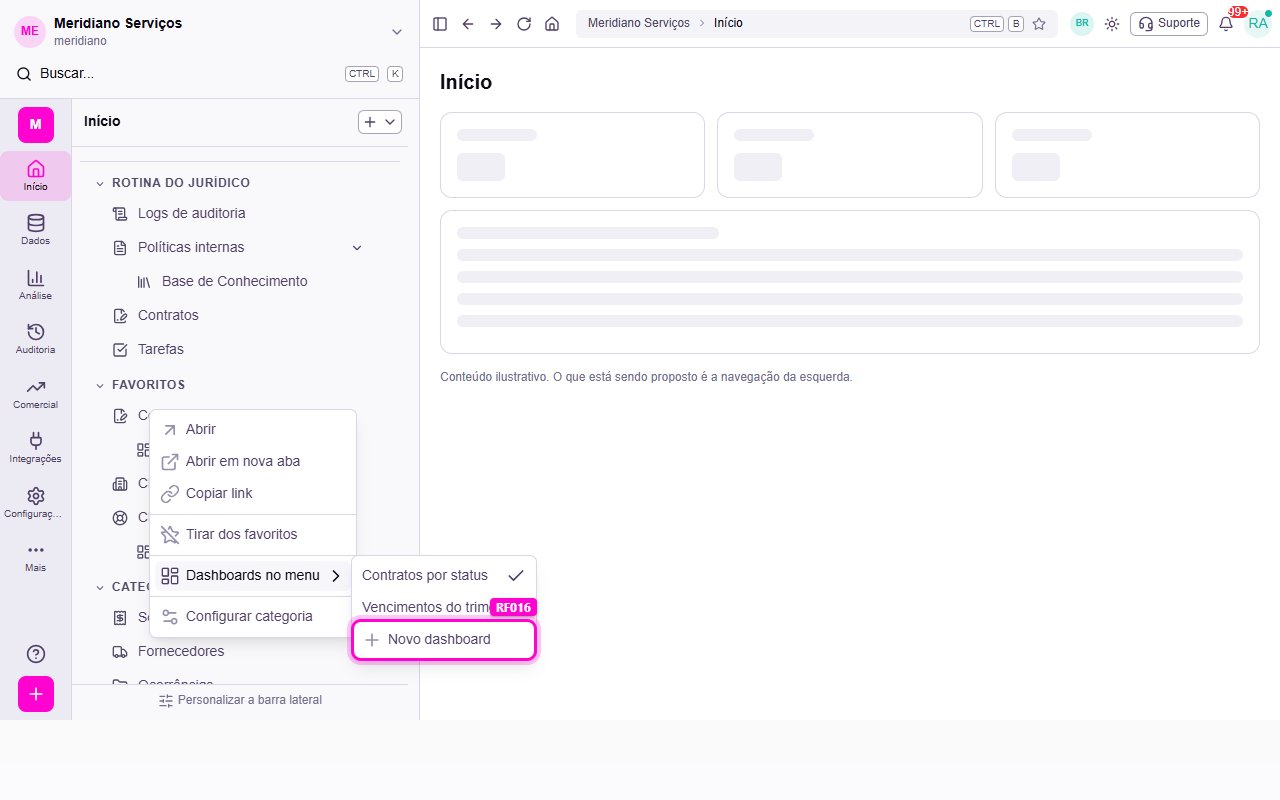 ME
Meridiano Serviços
meridiano
Buscar...
CTRL
K
M
Início
Dados
Análise
Auditoria
Comercial
Integrações
Configuraç...
Mais
Início
ROTINA DO JURÍDICO
Logs de auditoria
Políticas internas
Base de Conhecimento
Contratos
Tarefas
FAVORITOS
Abrir
Abrir em nova aba
Copiar link
Tirar dos favoritos
Dashboards no menu
Configurar categoria
Contratos por status
Vencimentos do trim
RF016
Novo dashboard
Fornecedores
Ocorrências
Personalizar a barra lateral
Meridiano Serviços
Início
CTRL
B
BR
Suporte
99+
RA
Início
Conteúdo ilustrativo. O que está sendo proposto é a navegação da esquerda.